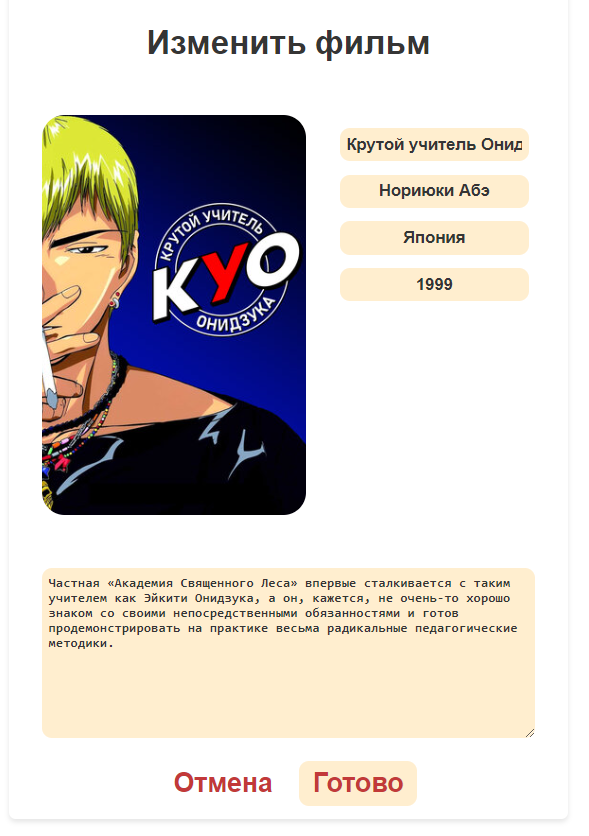 Изменить фильм
КРУТОЙ УЧИТЕЛЬ
КУО
ОНИДЗУКА
Крутой учитель Онид
Нориюки Абэ
Япония
1999
Частная «Академия Священного Леса» впервые сталкивается с таким
учителем как Эйкити Онидзука, а он, кажется, не очень-то хорошо
знаком со своими непосредственными обязанностями и готов
продемонстрировать на практике весьма радикальные педагогические
методики.
Отмена
Готово